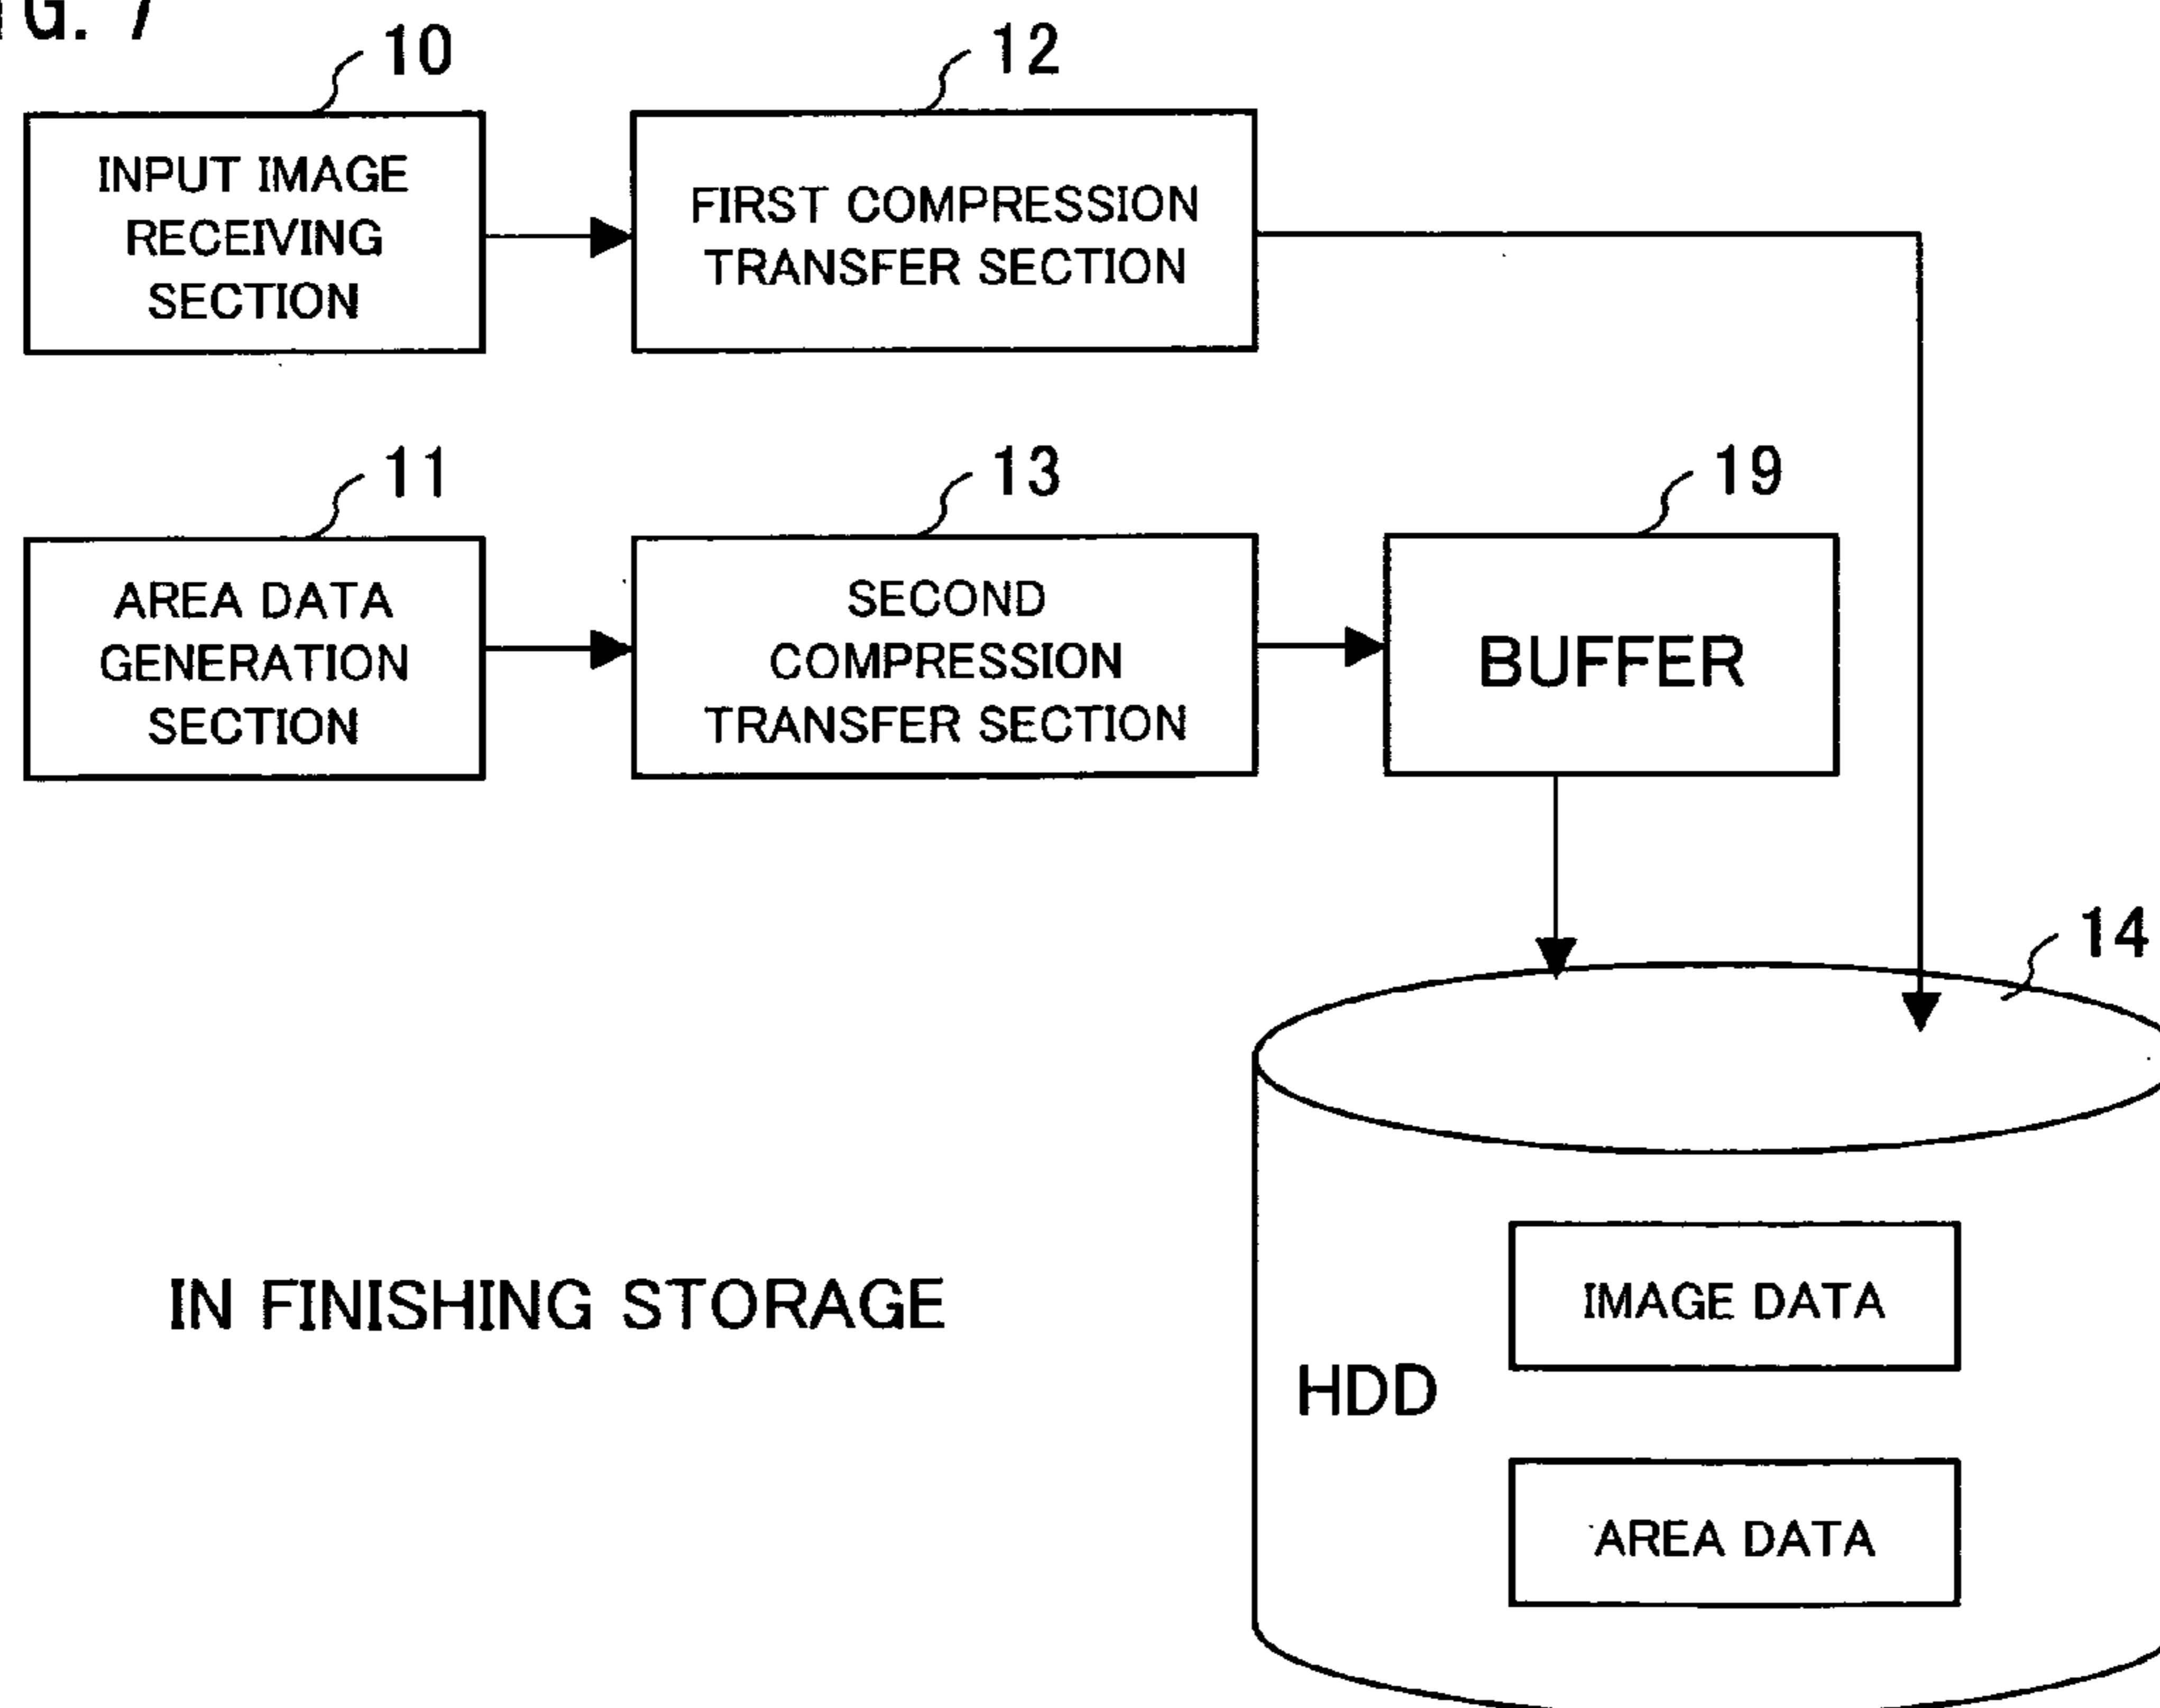 G. 7
10
12
INPUT IMAGE
RECEIVING
SECTION
FIRST COMPRESSION
TRANSFER SECTION
11
13
19
AREA DATA
GENERATION
SECTION
SECOND
COMPRESSION
TRANSFER SECTION
BUFFER
14
IN FINISHING STORAGE
HDD
IMAGE DATA
AREA DATA